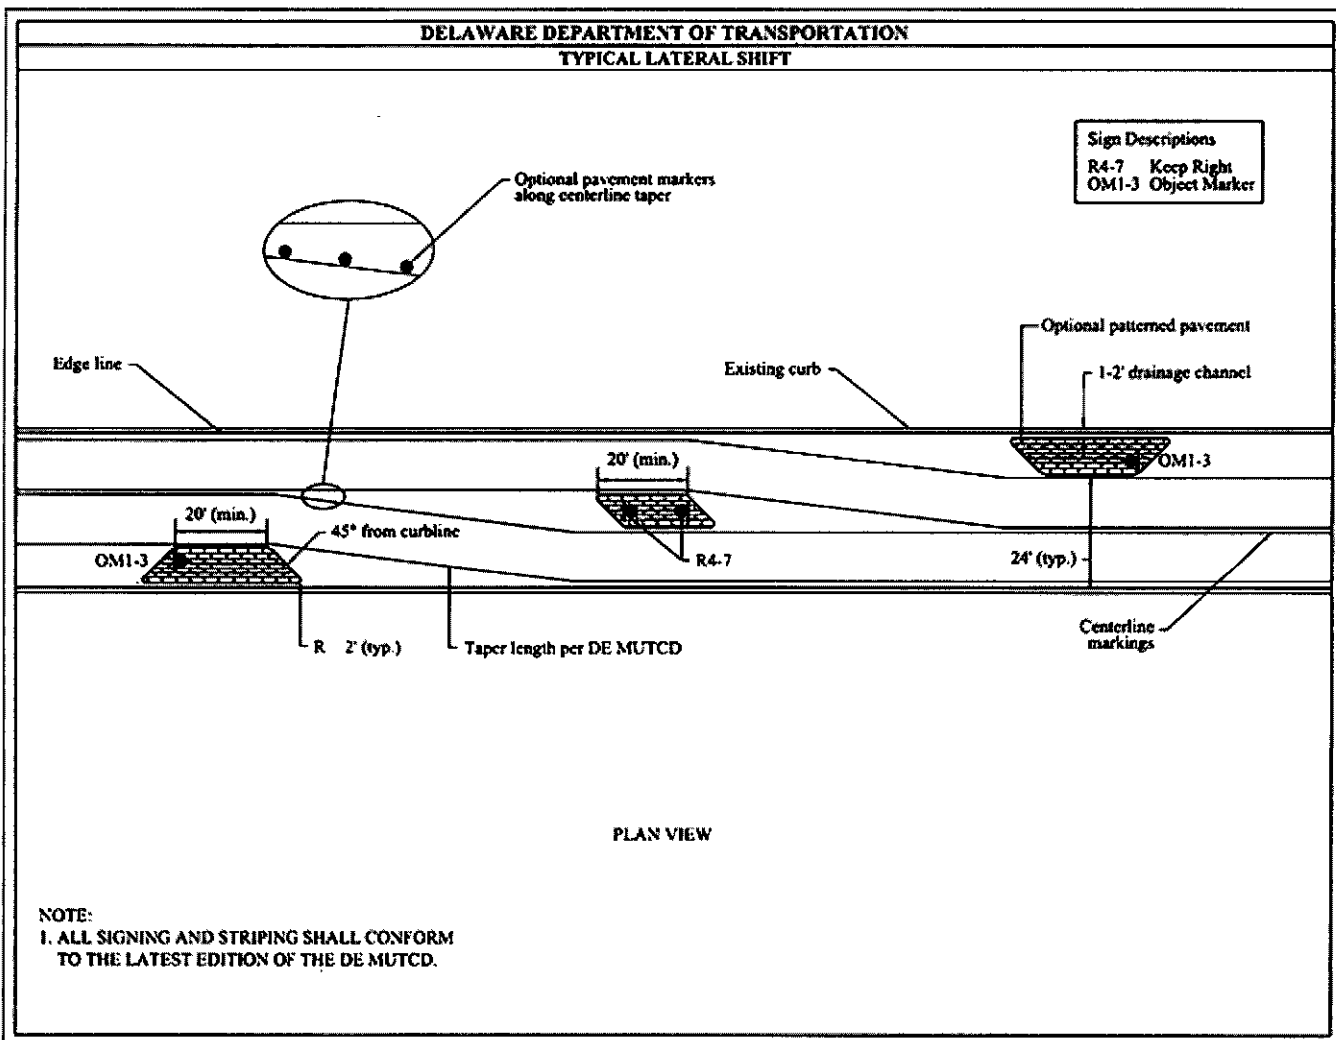 DELAWARE DEPARTMENT OF TRANSPORTATION
TYPICAL LATERAL SHIFT
Sign Descriptions
R4-7 Keep Right
OM1-3 Object Marker
Optional pavement markers
along centerline taper
Optional patterned pavement
Edge line
Existing curb
1-2' drainage channel
20' (min.)
OM1-3
20' (min.)
45° from curbline
OM1-3
R4-7
24' (typ.)
R 2' (typ.)
Taper length per DE MUTCD
Centerline
markings
PLAN VIEW
NOTE:
1. ALL SIGNING AND STRIPING SHALL CONFORM
TO THE LATEST EDITION OF THE DE MUTCD.